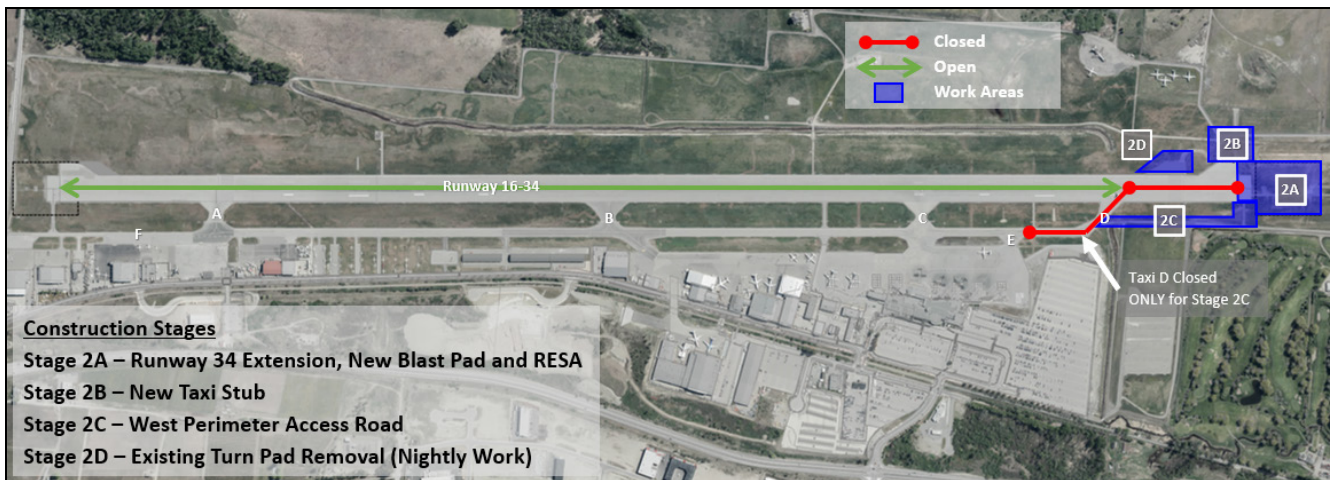 Closed
Open
Work Areas
2D
2B
2A
Runway 16-34
A
B
C
D
2C
F
E
Taxi D Closed
ONLY for Stage 2C
Construction Stages
Stage 2A – Runway 34 Extension, New Blast Pad and RESA
Stage 2B – New Taxi Stub
Stage 2C – West Perimeter Access Road
Stage 2D – Existing Turn Pad Removal (Nightly Work)